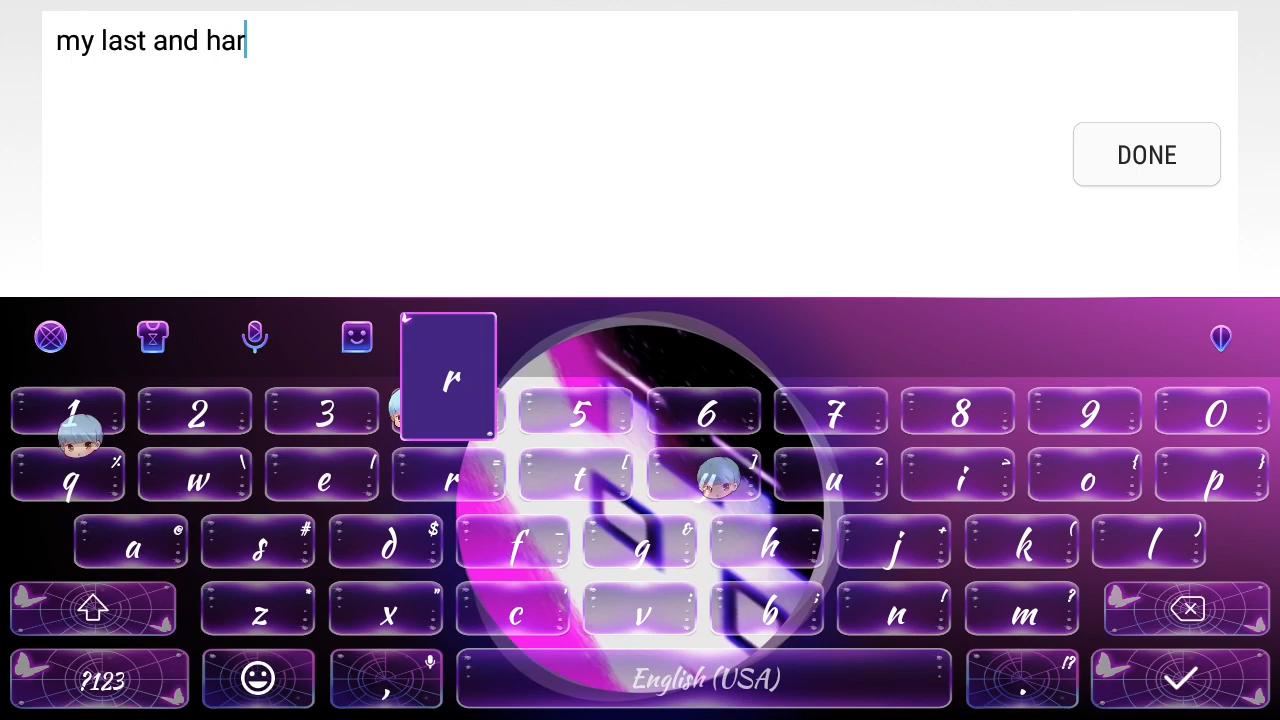 my last and har
DONE
r
1 2 3 5 6 7 8 9 0
q % w \ e | r = t [ y ] u < i > o { p }
a @ s # d $ f _ g & h - j + k ( l )
z * x " c ' v : b ; n ! m ?
?123 , English (USA) . !?